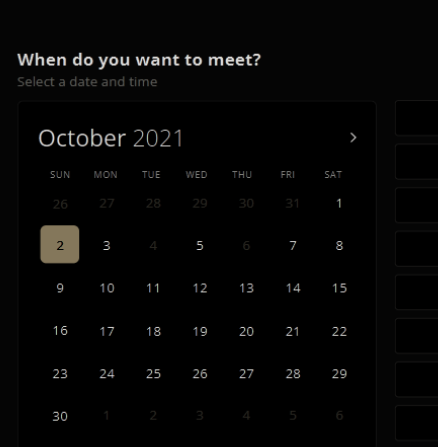 When do you want to meet?
Select a date and time
October 2021
SUN MON TUE WED THU FRI SAT
26 27 28 29 30 31 1
2 3 4 5 6 7 8
9 10 11 12 13 14 15
16 17 18 19 20 21 22
23 24 25 26 27 28 29
30 1 2 3 4 5 6